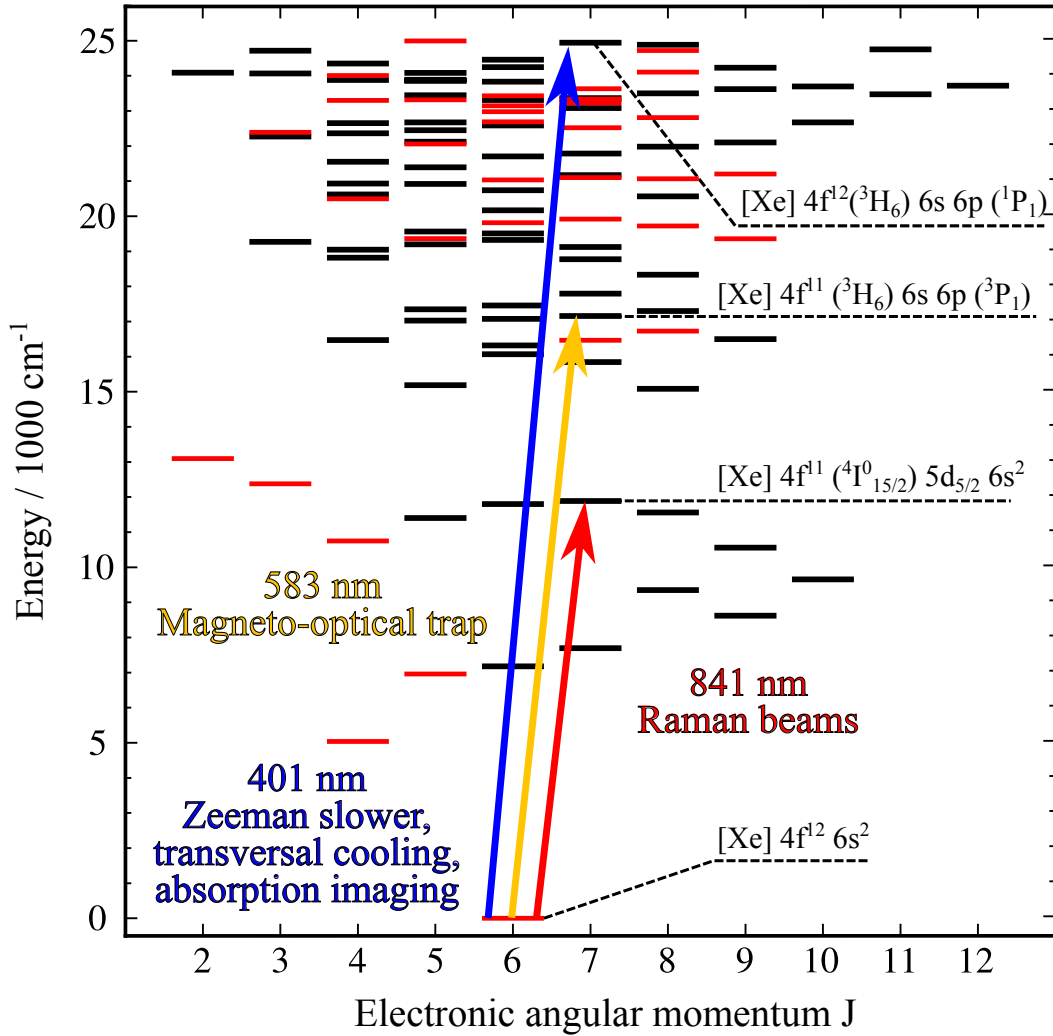 25
20
15
10
5
0
Energy / 1000 cm⁻¹
[Xe] 4f¹²(³H₆) 6s 6p (¹P₁)
[Xe] 4f¹¹ (³H₆) 6s 6p (³P₁)
[Xe] 4f¹¹ (⁴I⁰₁₅/₂) 5d₅/₂ 6s²
583 nm
Magneto-optical trap
841 nm
Raman beams
401 nm
Zeeman slower,
transversal cooling,
absorption imaging
[Xe] 4f¹² 6s²
2 3 4 5 6 7 8 9 10 11 12
Electronic angular momentum J